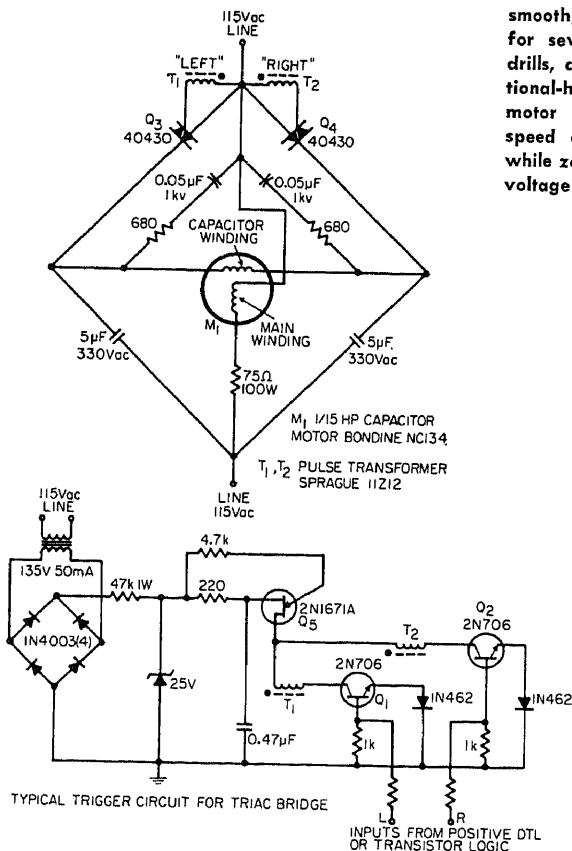 115Vac
LINE
"LEFT"
"RIGHT"
T1
T2
Q3
40430
Q4
40430
0.05µF
1kv
0.05µF
1kv
680
680
CAPACITOR
WINDING
M1
MAIN
WINDING
5µF
330Vac
5µF
330Vac
75Ω
100W
M1 1/15 HP CAPACITOR
MOTOR BONDINE NC134
T1,T2 PULSE TRANSFORMER
SPRAGUE 11Z12
LINE
115Vac
smooth,
for sev
drills, a
tional-h
motor
speed
while ze
voltage
115Vac
LINE
135V 50mA
1N4003(4)
47k 1W
4.7k
220
25V
0.47µF
2N1671A
Q5
T2
Q2
2N706
T1
2N706
Q1
1N462
1N462
1k
1k
L
R
TYPICAL TRIGGER CIRCUIT FOR TRIAC BRIDGE
INPUTS FROM POSITIVE DTL
OR TRANSISTOR LOGIC